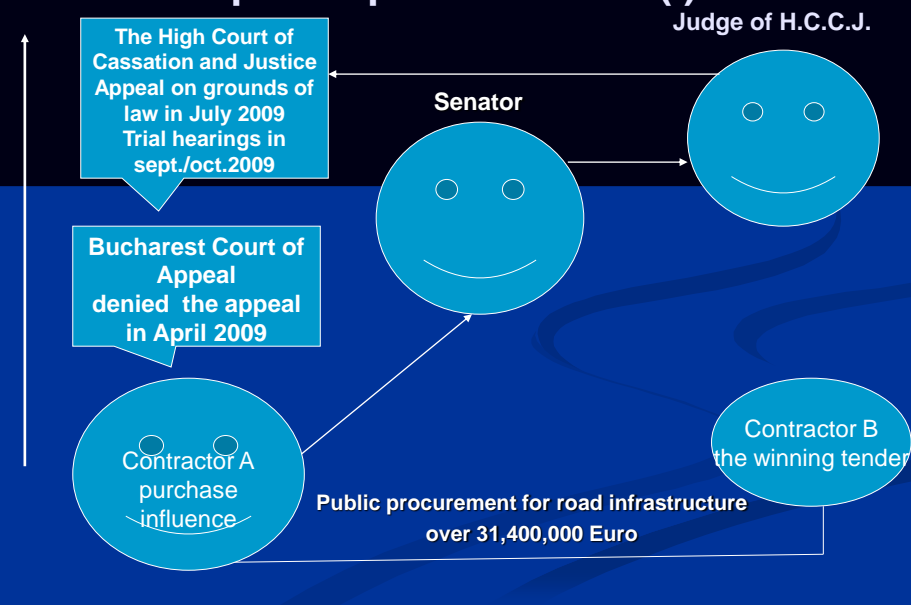 Judge of H.C.C.J.
The High Court of
Cassation and Justice
Appeal on grounds of
law in July 2009
Trial hearings in
sept./oct.2009
Senator
Bucharest Court of
Appeal
denied the appeal
in April 2009
Contractor A
purchase
influence
Contractor B
the winning tender
Public procurement for road infrastructure
over 31,400,000 Euro